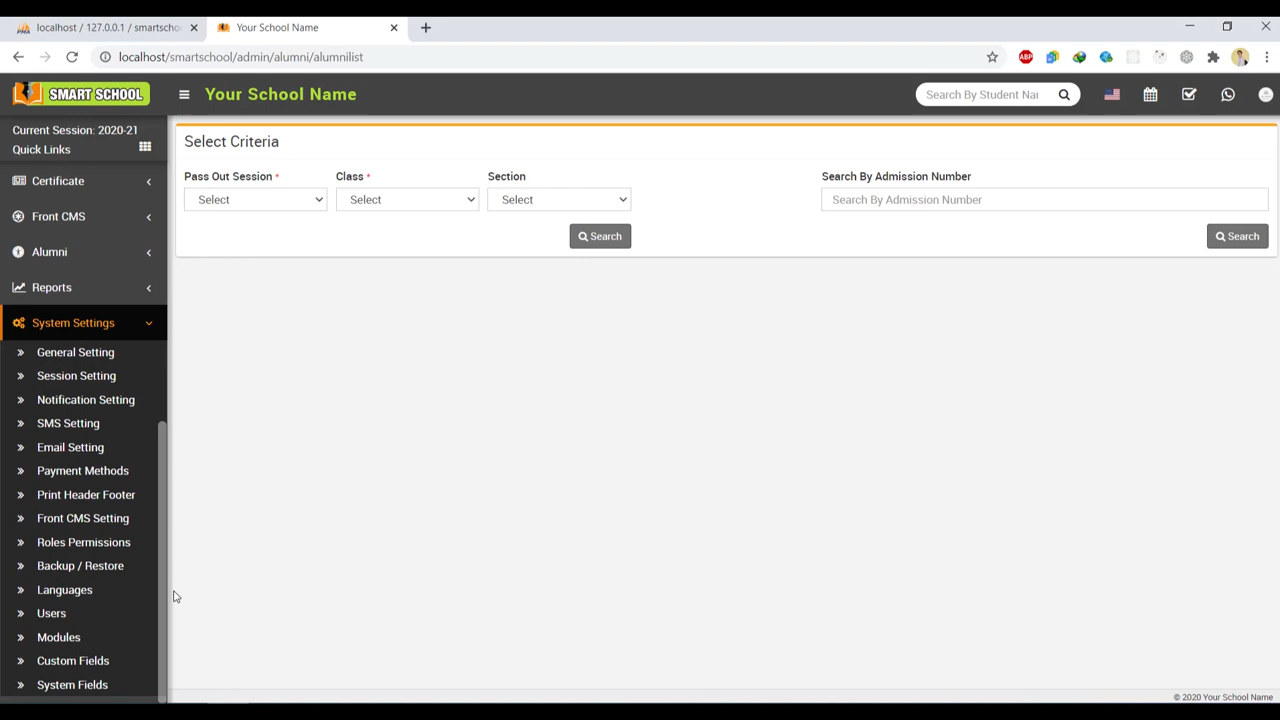 localhost / 127.0.0.1 / smartscho
Your School Name
localhost/smartschool/admin/alumni/alumnilist
ABP
SMART SCHOOL
Your School Name
Search By Student Nar
Current Session: 2020-21
Quick Links
Certificate
Front CMS
Alumni
Reports
System Settings
General Setting
Session Setting
Notification Setting
SMS Setting
Email Setting
Payment Methods
Print Header Footer
Front CMS Setting
Roles Permissions
Backup / Restore
Languages
Users
Modules
Custom Fields
System Fields
Select Criteria
Pass Out Session *
Class *
Section
Search By Admission Number
Select
Select
Select
Search By Admission Number
Search
Search
© 2020 Your School Name